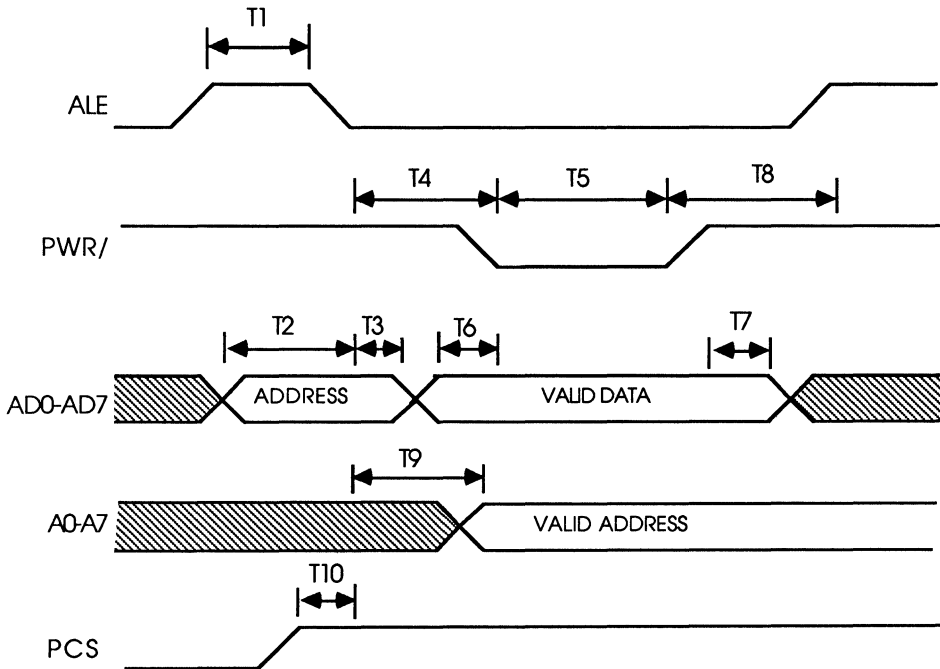 T1
ALE
T4 T5 T8
PWR/
T2 T3 T6 T7
AD0-AD7 ADDRESS VALID DATA
T9
A0-A7 VALID ADDRESS
T10
PCS